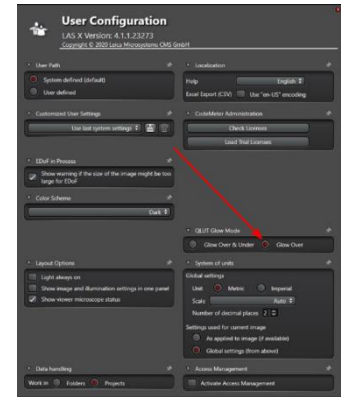 User Configuration
LAS X Version: 4.1.1.23273
Copyright © 2020 Leica Microsystems CMS GmbH
User Path
System defined (default)
User defined
Localization
Help
English
Excel Export (CSV)
Use "en-US" encoding
Customized User Settings
Use last system settings
CodeMeter Administration
Check Licenses
Load Trial Licenses
EDoF in Process
Show warning if the size of the image might be too
large for EDoF
Color Scheme
Dark
QLUT Glow Mode
Glow Over & Under
Glow Over
Layout Options
Light always on
Show image and illumination settings in one panel
Show viewer microscope status
System of units
Global settings
Unit
Metric
Imperial
Scale
Auto
Number of decimal places
2
Settings used for current image
As applied to image (if available)
Global settings (from above)
Data handling
Work in
Folders
Projects
Access Management
Activate Access Management